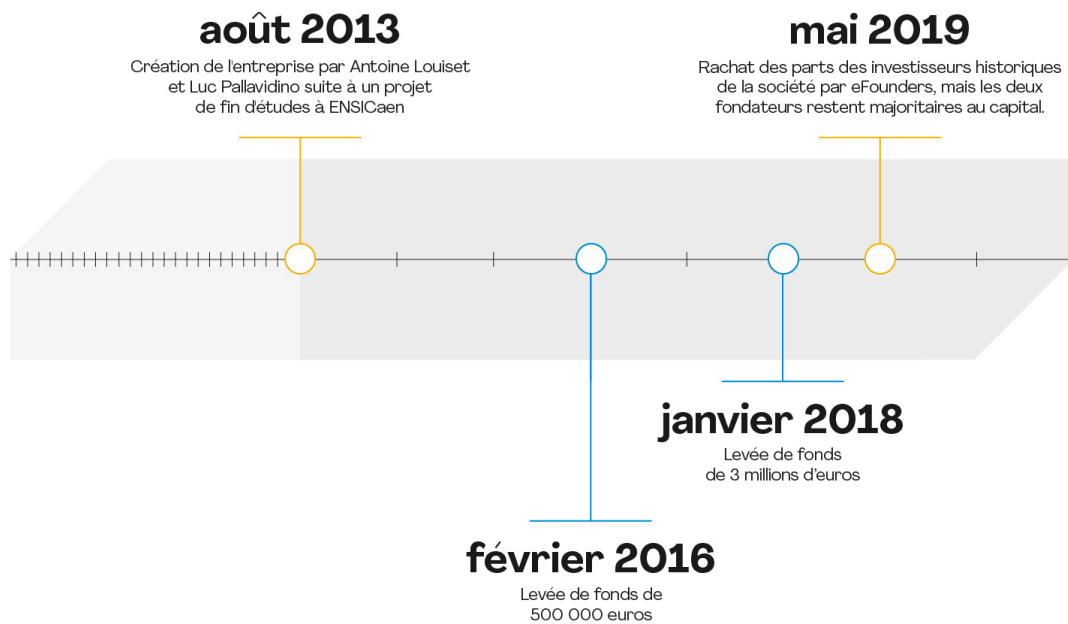 août 2013
Création de l'entreprise par Antoine Louiset
et Luc Pallavidino suite à un projet
de fin d'études à ENSICaen
mai 2019
Rachat des parts des investisseurs historiques
de la société par eFounders, mais les deux
fondateurs restent majoritaires au capital.
janvier 2018
Levée de fonds
de 3 millions d'euros
février 2016
Levée de fonds de
500 000 euros